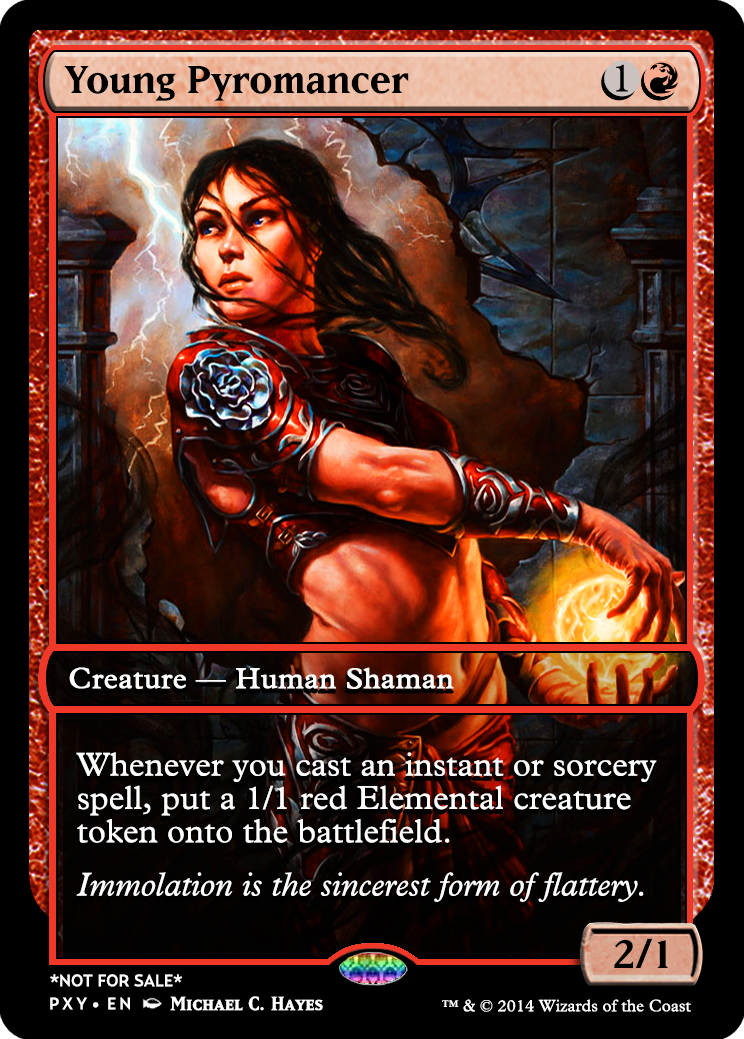 Young Pyromancer 1
Creature — Human Shaman
Whenever you cast an instant or sorcery
spell, put a 1/1 red Elemental creature
token onto the battlefield.
Immolation is the sincerest form of flattery.
2/1
*NOT FOR SALE*
PXY • EN Michael C. Hayes
™ & © 2014 Wizards of the Coast